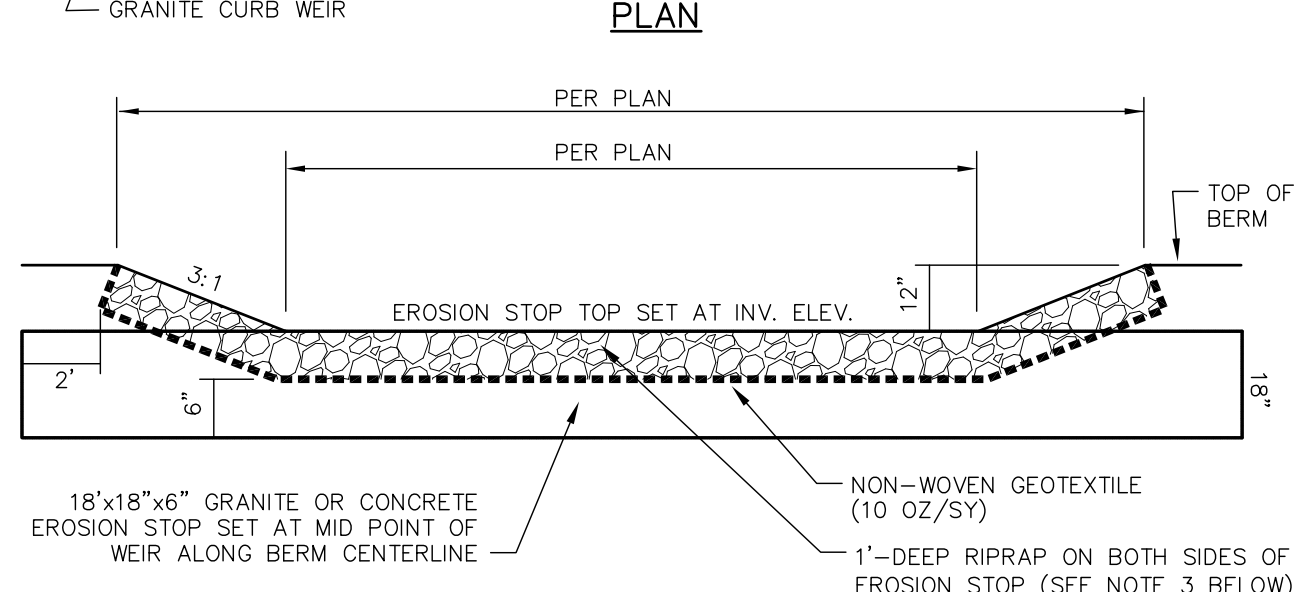 GRANITE CURB WEIR
PLAN
PER PLAN
PER PLAN
TOP OF
BERM
3:1
12"
EROSION STOP TOP SET AT INV. ELEV.
2'
6"
18"
18'x18"x6" GRANITE OR CONCRETE
EROSION STOP SET AT MID POINT OF
WEIR ALONG BERM CENTERLINE
NON-WOVEN GEOTEXTILE
(10 OZ/SY)
1'-DEEP RIPRAP ON BOTH SIDES OF
EROSION STOP (SEE NOTE 3 BELOW)